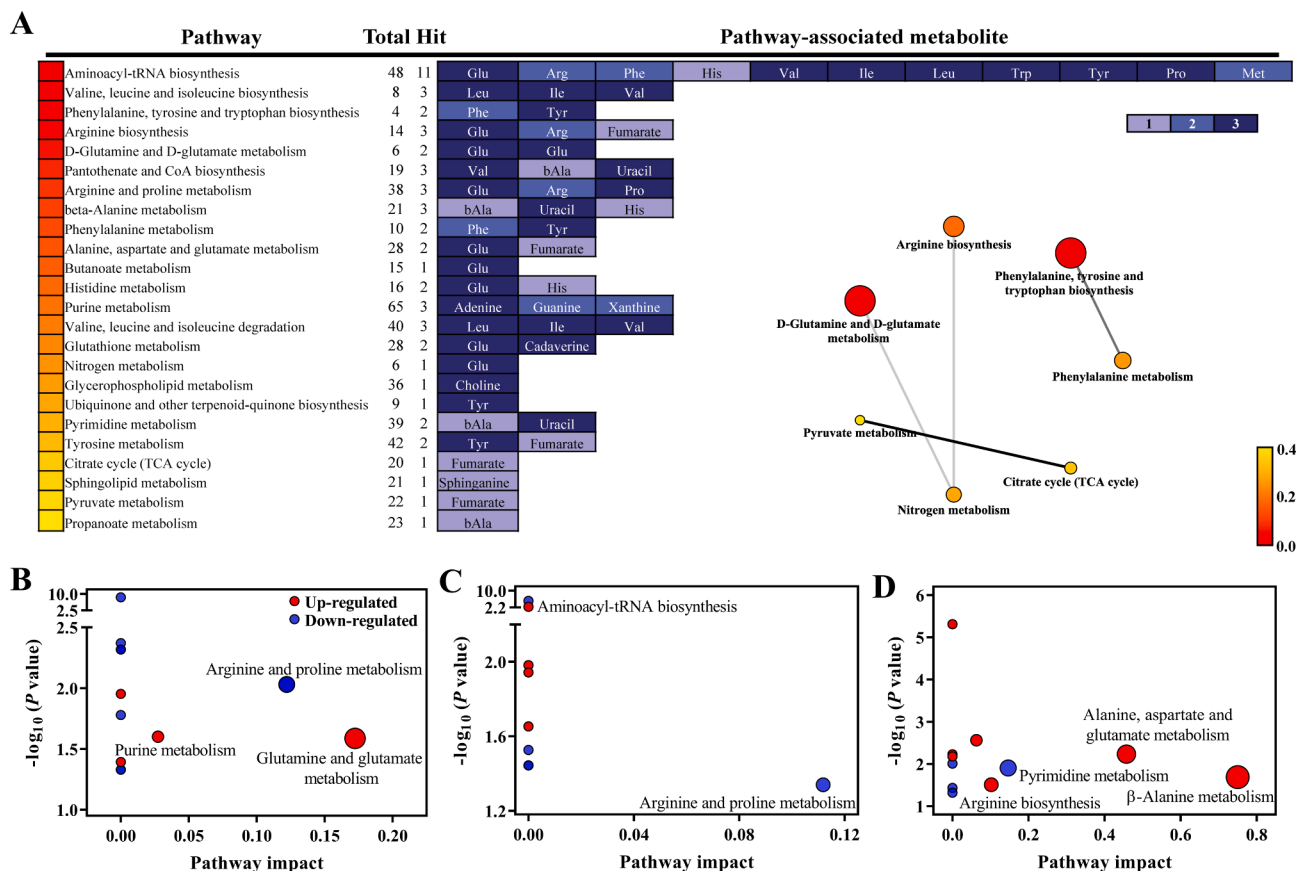 A
Pathway Total Hit Pathway-associated metabolite
Aminoacyl-tRNA biosynthesis 48 11 Glu Arg Phe His Val Ile Leu Trp Tyr Pro Met
Valine, leucine and isoleucine biosynthesis 8 3 Leu Ile Val
Phenylalanine, tyrosine and tryptophan biosynthesis 4 2 Phe Tyr
Arginine biosynthesis 14 3 Glu Arg Fumarate
D-Glutamine and D-glutamate metabolism 6 2 Glu Glu
Pantothenate and CoA biosynthesis 19 3 Val bAla Uracil
Arginine and proline metabolism 38 3 Glu Arg Pro
beta-Alanine metabolism 21 3 bAla Uracil His
Phenylalanine metabolism 10 2 Phe Tyr
Alanine, aspartate and glutamate metabolism 28 2 Glu Fumarate
Butanoate metabolism 15 1 Glu
Histidine metabolism 16 2 Glu His
Purine metabolism 65 3 Adenine Guanine Xanthine
Valine, leucine and isoleucine degradation 40 3 Leu Ile Val
Glutathione metabolism 28 2 Glu Cadaverine
Nitrogen metabolism 6 1 Glu
Glycerophospholipid metabolism 36 1 Choline
Ubiquinone and other terpenoid-quinone biosynthesis 9 1 Tyr
Pyrimidine metabolism 39 2 bAla Uracil
Tyrosine metabolism 42 2 Tyr Fumarate
Citrate cycle (TCA cycle) 20 1 Fumarate
Sphingolipid metabolism 21 1 Sphinganine
Pyruvate metabolism 22 1 Fumarate
Propanoate metabolism 23 1 bAla
1 2 3
Arginine biosynthesis
Phenylalanine, tyrosine and
tryptophan biosynthesis
D-Glutamine and D-glutamate
metabolism
Phenylalanine metabolism
Pyruvate metabolism
Citrate cycle (TCA cycle)
Nitrogen metabolism
0.4
0.2
0.0
B
10.0
2.5
2.5
2.0
1.5
1.0
-log10 (P value)
Up-regulated
Down-regulated
Arginine and proline metabolism
Purine metabolism
Glutamine and glutamate
metabolism
0.00 0.05 0.10 0.15 0.20
Pathway impact
C
10.0
2.2
2.0
1.6
1.2
-log10 (P value)
Aminoacyl-tRNA biosynthesis
Arginine and proline metabolism
0.00 0.04 0.08 0.12
Pathway impact
D
6
5
4
3
2
1
-log10 (P value)
Alanine, aspartate and
glutamate metabolism
Pyrimidine metabolism
Arginine biosynthesis
β-Alanine metabolism
0.0 0.2 0.4 0.6 0.8
Pathway impact